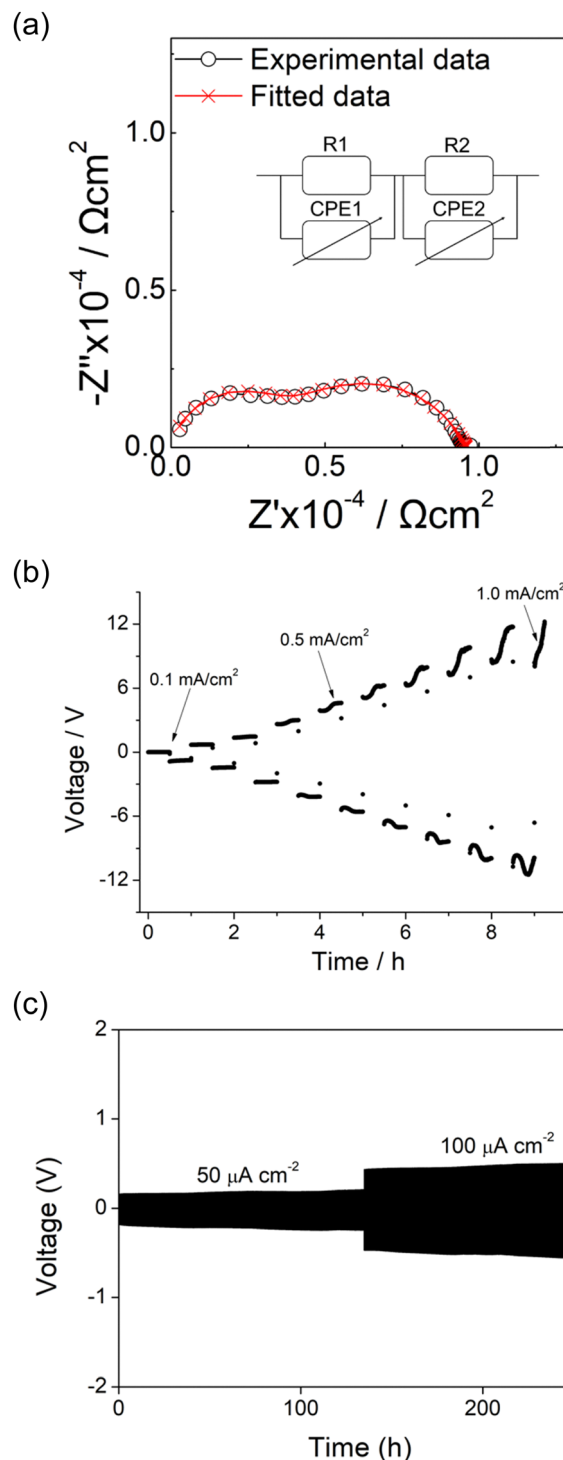 (a)
Experimental data
Fitted data
1.0
R1 R2
CPE1 CPE2
0.5
0.0
-Z''x10⁻⁴ / Ωcm²
0.0 0.5 1.0
Z'x10⁻⁴ / Ωcm²
(b)
12
1.0 mA/cm²
0.5 mA/cm²
6
0.1 mA/cm²
0
-6
-12
Voltage / V
0 2 4 6 8
Time / h
(c)
2
1
100 μA cm⁻²
50 μA cm⁻²
0
-1
-2
Voltage (V)
0 100 200
Time (h)